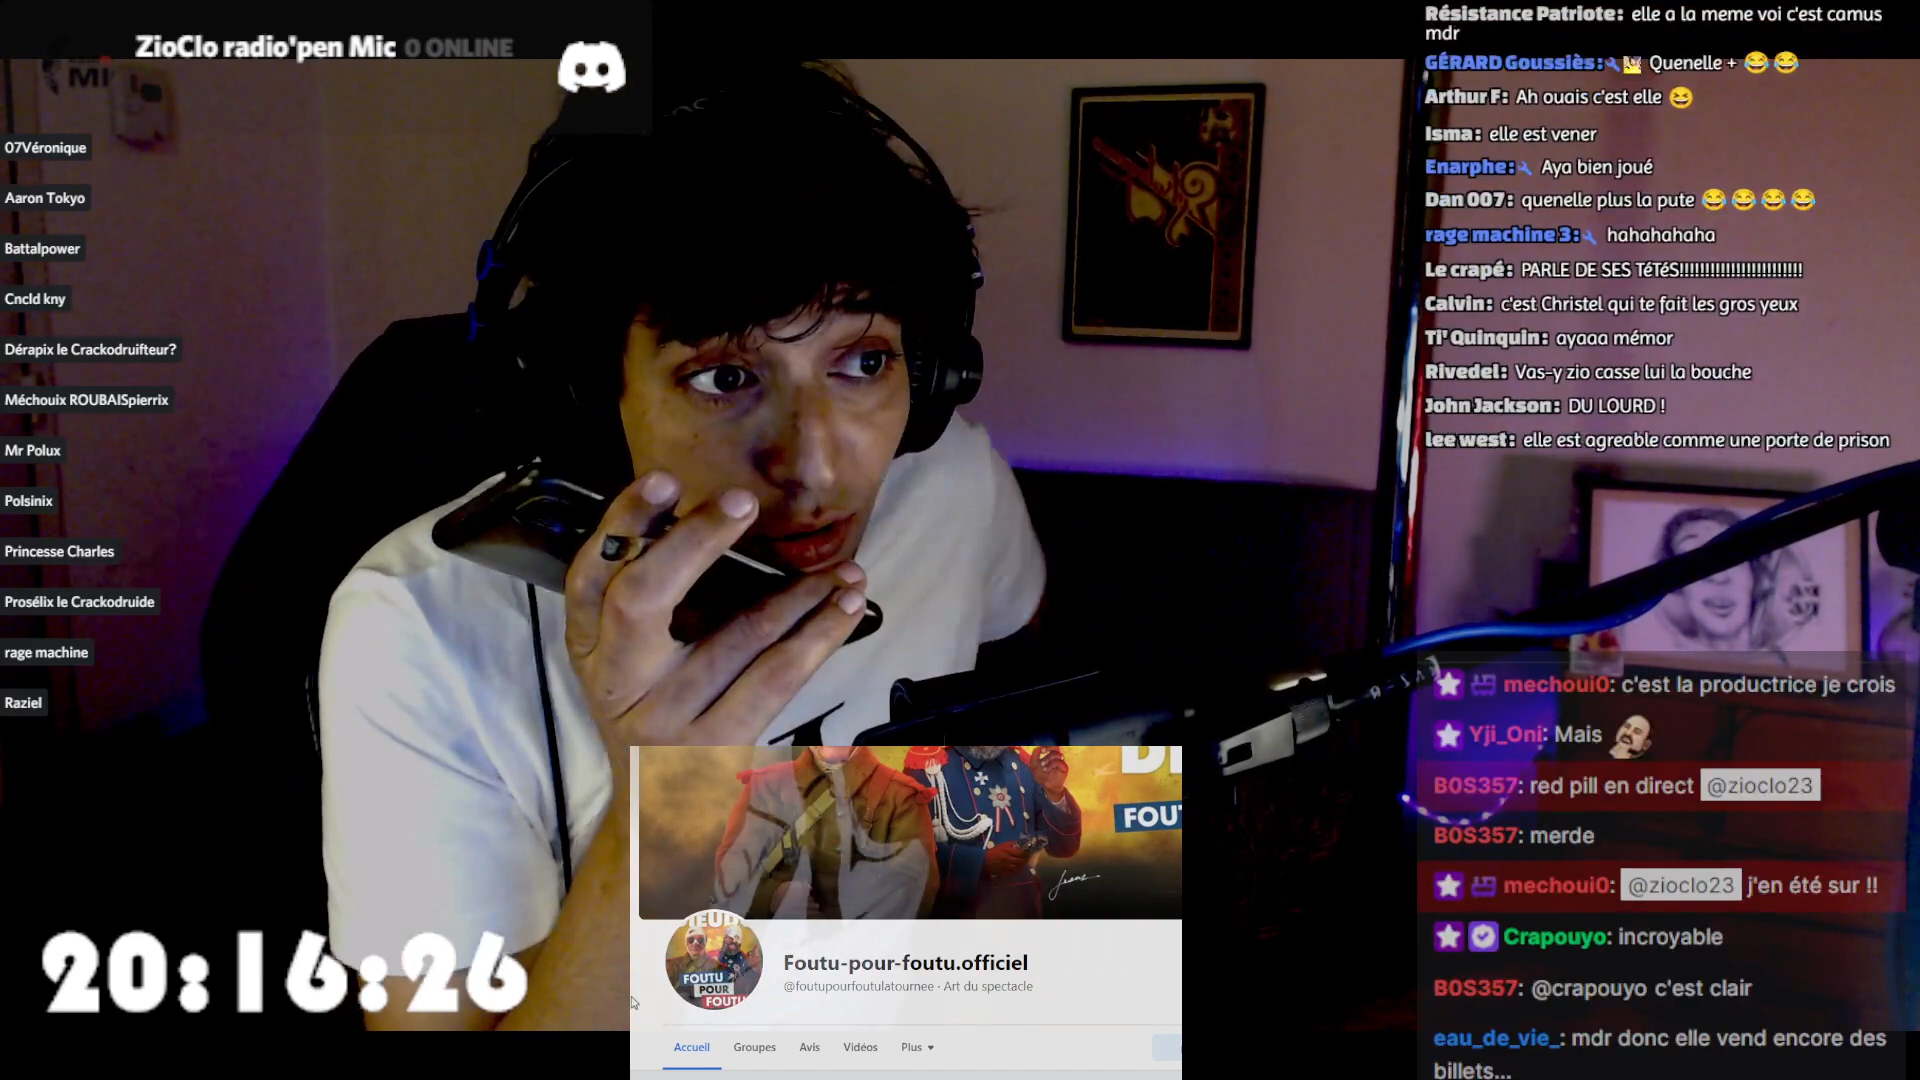 ZioClo radio'pen Mic 0 ONLINE
07Véronique
Aaron Tokyo
Battalpower
Cncld kny
Dérapix le Crackodruifteur?
Méchouix ROUBAISpierrix
Mr Polux
Polsinix
Princesse Charles
Prosélix le Crackodruide
rage machine
Raziel
20:16:26
Résistance Patriote: elle a la meme voi c'est camus
mdr
GÉRARD Goussiès: Quenelle + 😂 😂
Arthur F: Ah ouais c'est elle 😆
Isma: elle est vener
Enarphe: Aya bien joué
Dan 007: quenelle plus la pute 😂 😂 😂 😂
rage machine 3: hahahahaha
Le crapé: PARLE DE SES TéTéS!!!!!!!!!!!!!!!!!!!!!!!!
Calvin: c'est Christel qui te fait les gros yeux
Ti' Quinquin: ayaaa mémor
Rivedel: Vas-y zio casse lui la bouche
John Jackson: DU LOURD !
lee west: elle est agreable comme une porte de prison
mechoui0: c'est la productrice je crois
Yji_Oni: Mais
B0S357: red pill en direct @zioclo23
B0S357: merde
mechoui0: @zioclo23 j'en été sur !!
Crapouyo: incroyable
B0S357: @crapouyo c'est clair
eau_de_vie_: mdr donc elle vend encore des
billets...
FOU
FOUTU
POUR
FOUTU
Foutu-pour-foutu.officiel
@foutupourfoutulatournee · Art du spectacle
Accueil Groupes Avis Vidéos Plus